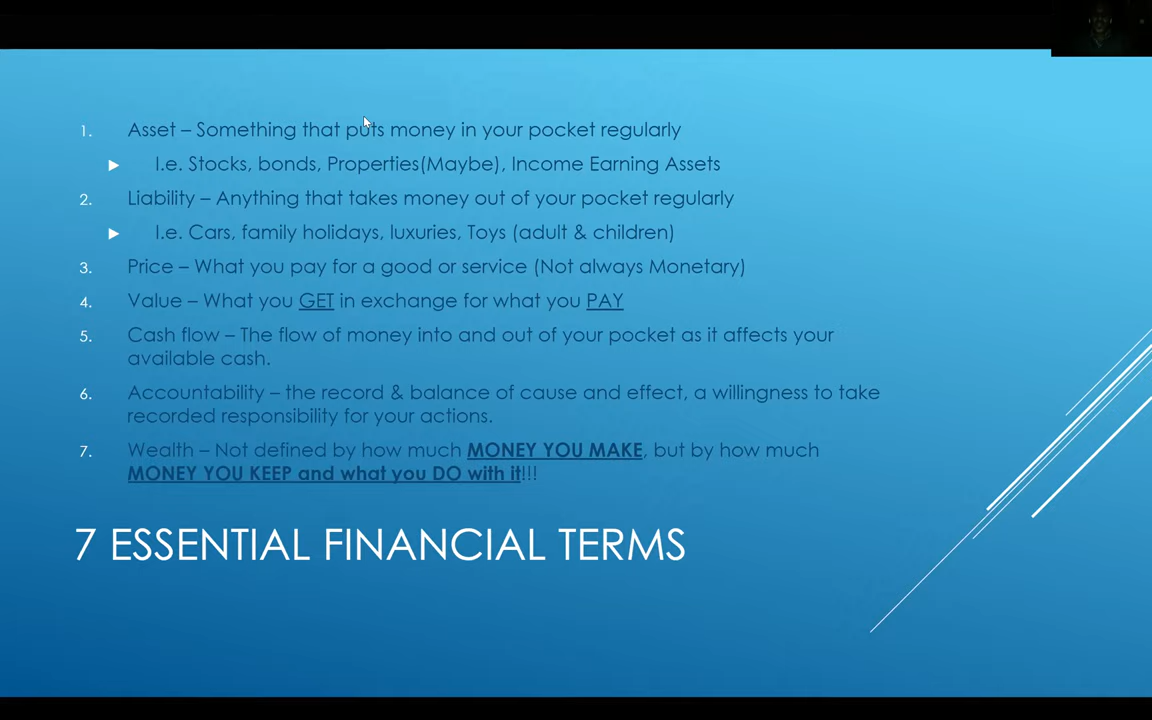 1. Asset – Something that puts money in your pocket regularly
I.e. Stocks, bonds, Properties(Maybe), Income Earning Assets
2. Liability – Anything that takes money out of your pocket regularly
I.e. Cars, family holidays, luxuries, Toys (adult & children)
3. Price – What you pay for a good or service (Not always Monetary)
4. Value – What you GET in exchange for what you PAY
5. Cash flow – The flow of money into and out of your pocket as it affects your
available cash.
6. Accountability – the record & balance of cause and effect, a willingness to take
recorded responsibility for your actions.
7. Wealth – Not defined by how much MONEY YOU MAKE, but by how much
MONEY YOU KEEP and what you DO with it!!!
7 ESSENTIAL FINANCIAL TERMS